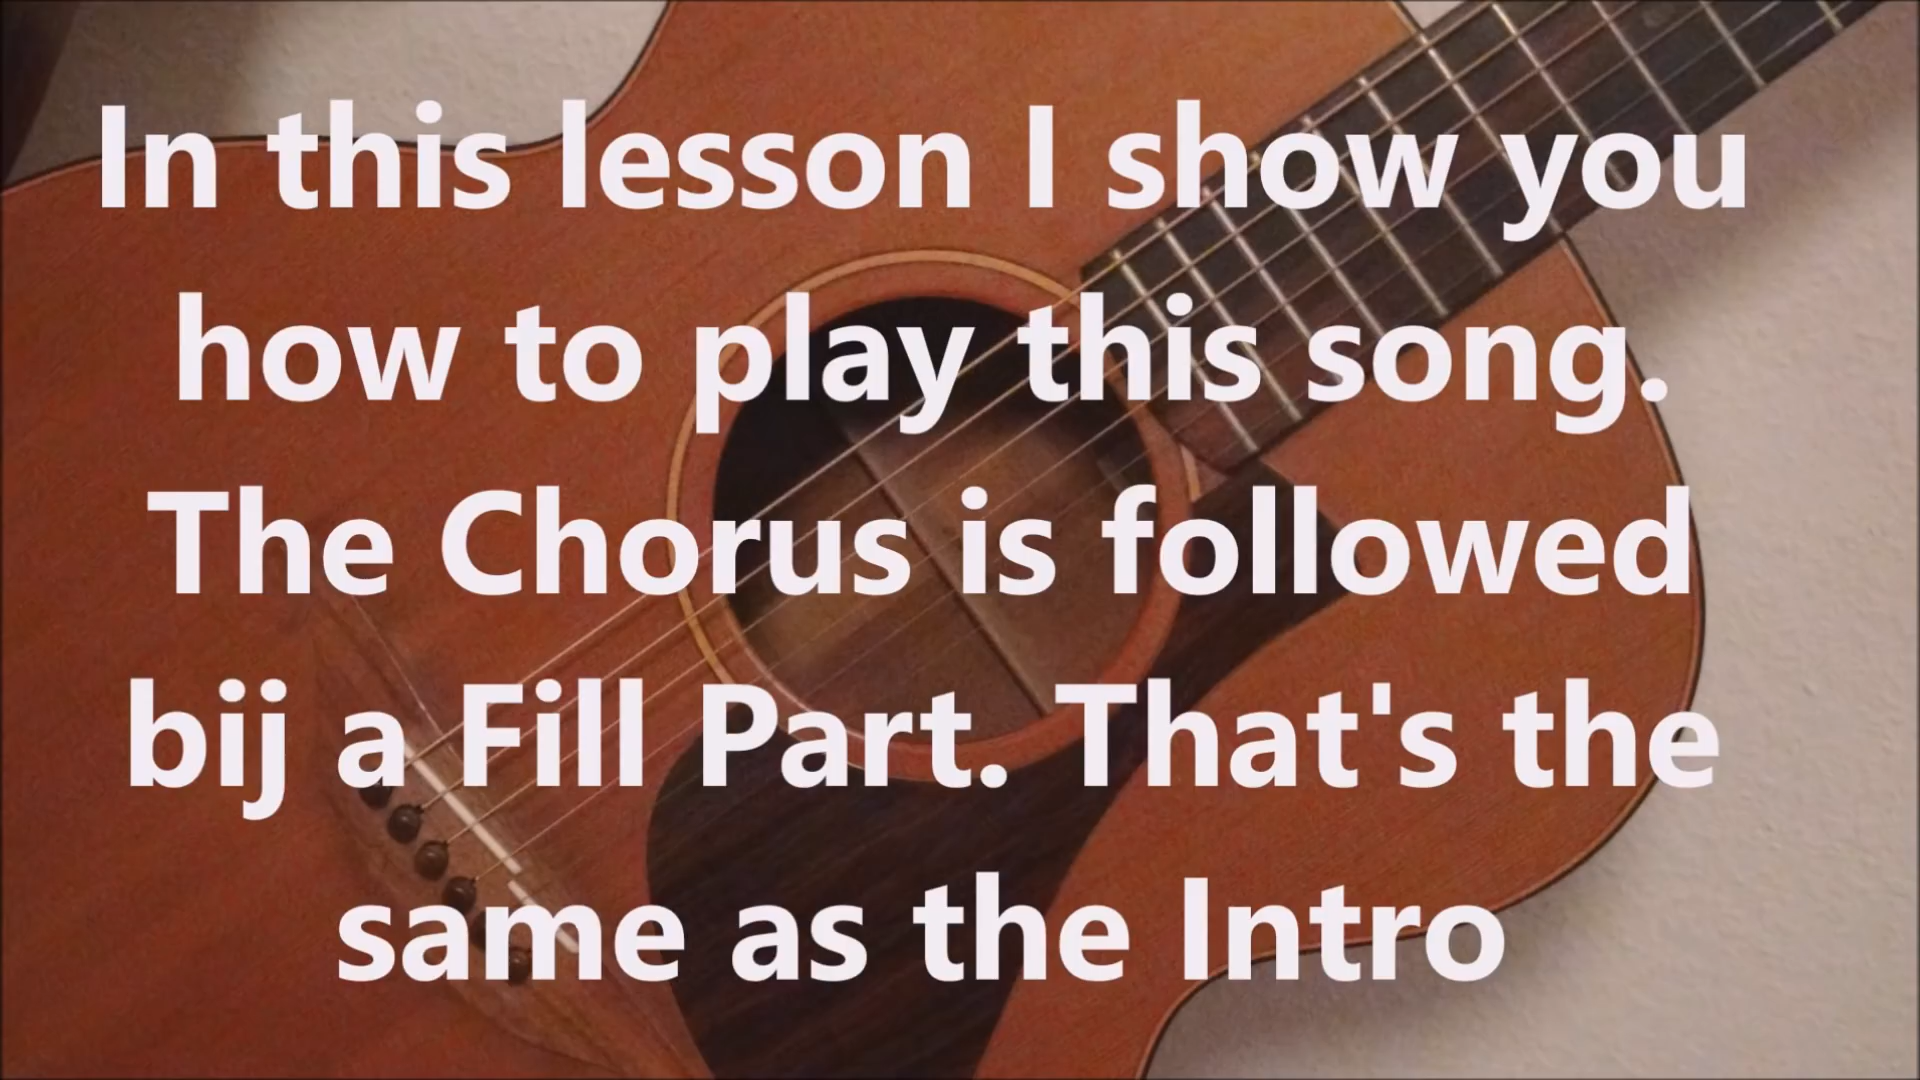 In this lesson I show you
how to play this song.
The Chorus is followed
bij a Fill Part. That's the
same as the Intro